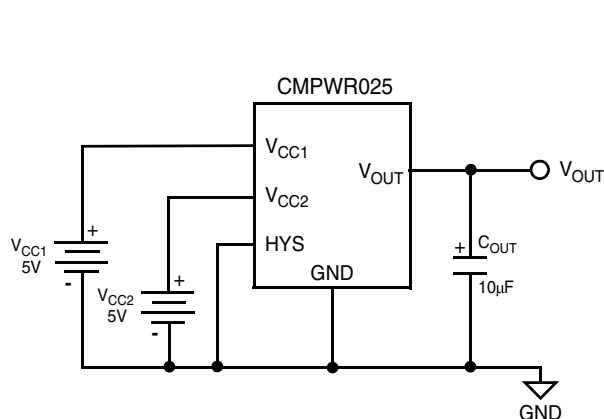 CMPWR025
VCC1
VOUT
VOUT
VCC2
HYS
GND
+
VCC1
5V
-
+
VCC2
5V
-
+
COUT
10µF
GND